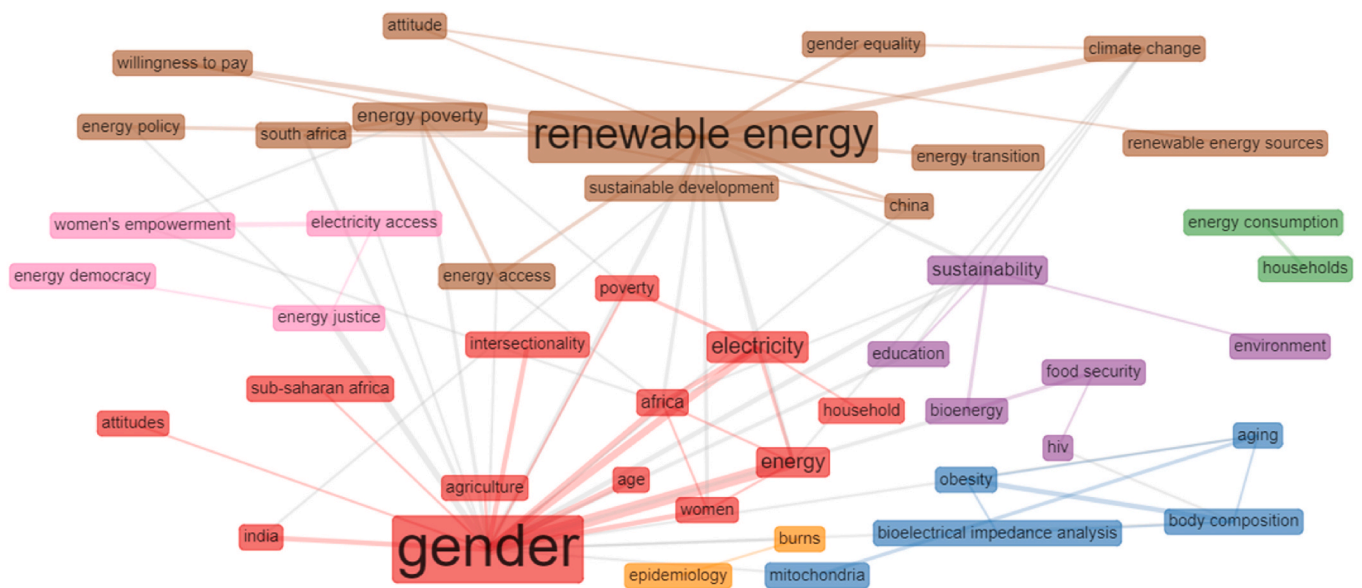 attitude
gender equality
climate change
willingness to pay
energy poverty
energy policy
south africa
renewable energy
energy transition
renewable energy sources
sustainable development
china
women's empowerment
electricity access
energy consumption
households
energy democracy
energy access
sustainability
poverty
energy justice
intersectionality
electricity
education
environment
food security
sub-saharan africa
africa
household
bioenergy
attitudes
aging
hiv
energy
age
obesity
agriculture
women
body composition
india
gender
burns
bioelectrical impedance analysis
epidemiology
mitochondria